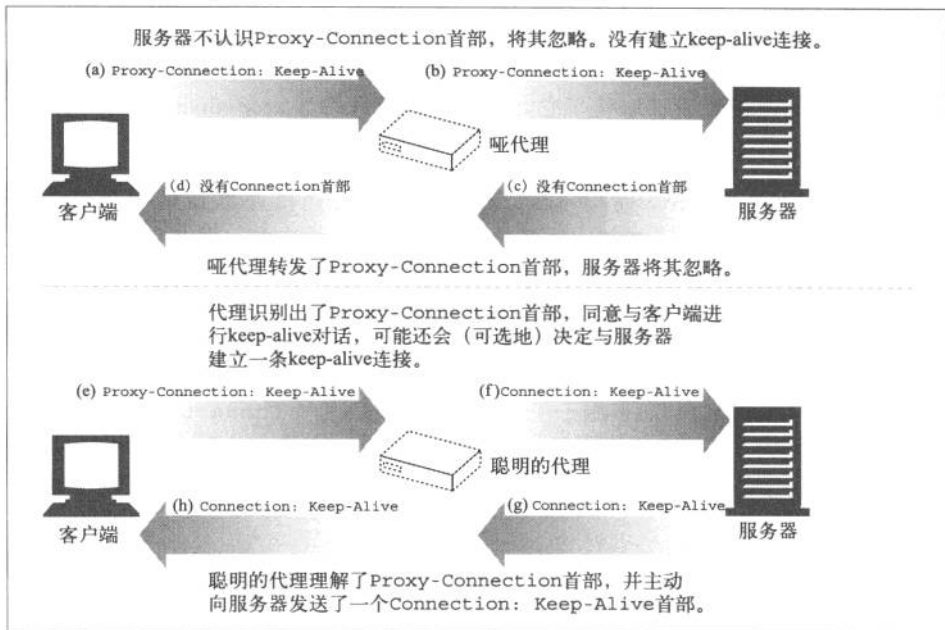 服务器不认识Proxy-Connection首部，将其忽略。没有建立keep-alive连接。
(a) Proxy-Connection: Keep-Alive
(b) Proxy-Connection: Keep-Alive
哑代理
(d) 没有Connection首部
(c) 没有Connection首部
客户端
服务器
哑代理转发了Proxy-Connection首部，服务器将其忽略。
代理识别出了Proxy-Connection首部，同意与客户端进
行keep-alive对话，可能还会（可选地）决定与服务器
建立一条keep-alive连接。
(e) Proxy-Connection: Keep-Alive
(f)Connection: Keep-Alive
聪明的代理
(h) Connection: Keep-Alive
(g) Connection: Keep-Alive
客户端
服务器
聪明的代理理解了Proxy-Connection首部，并主动
向服务器发送了一个Connection: Keep-Alive首部。